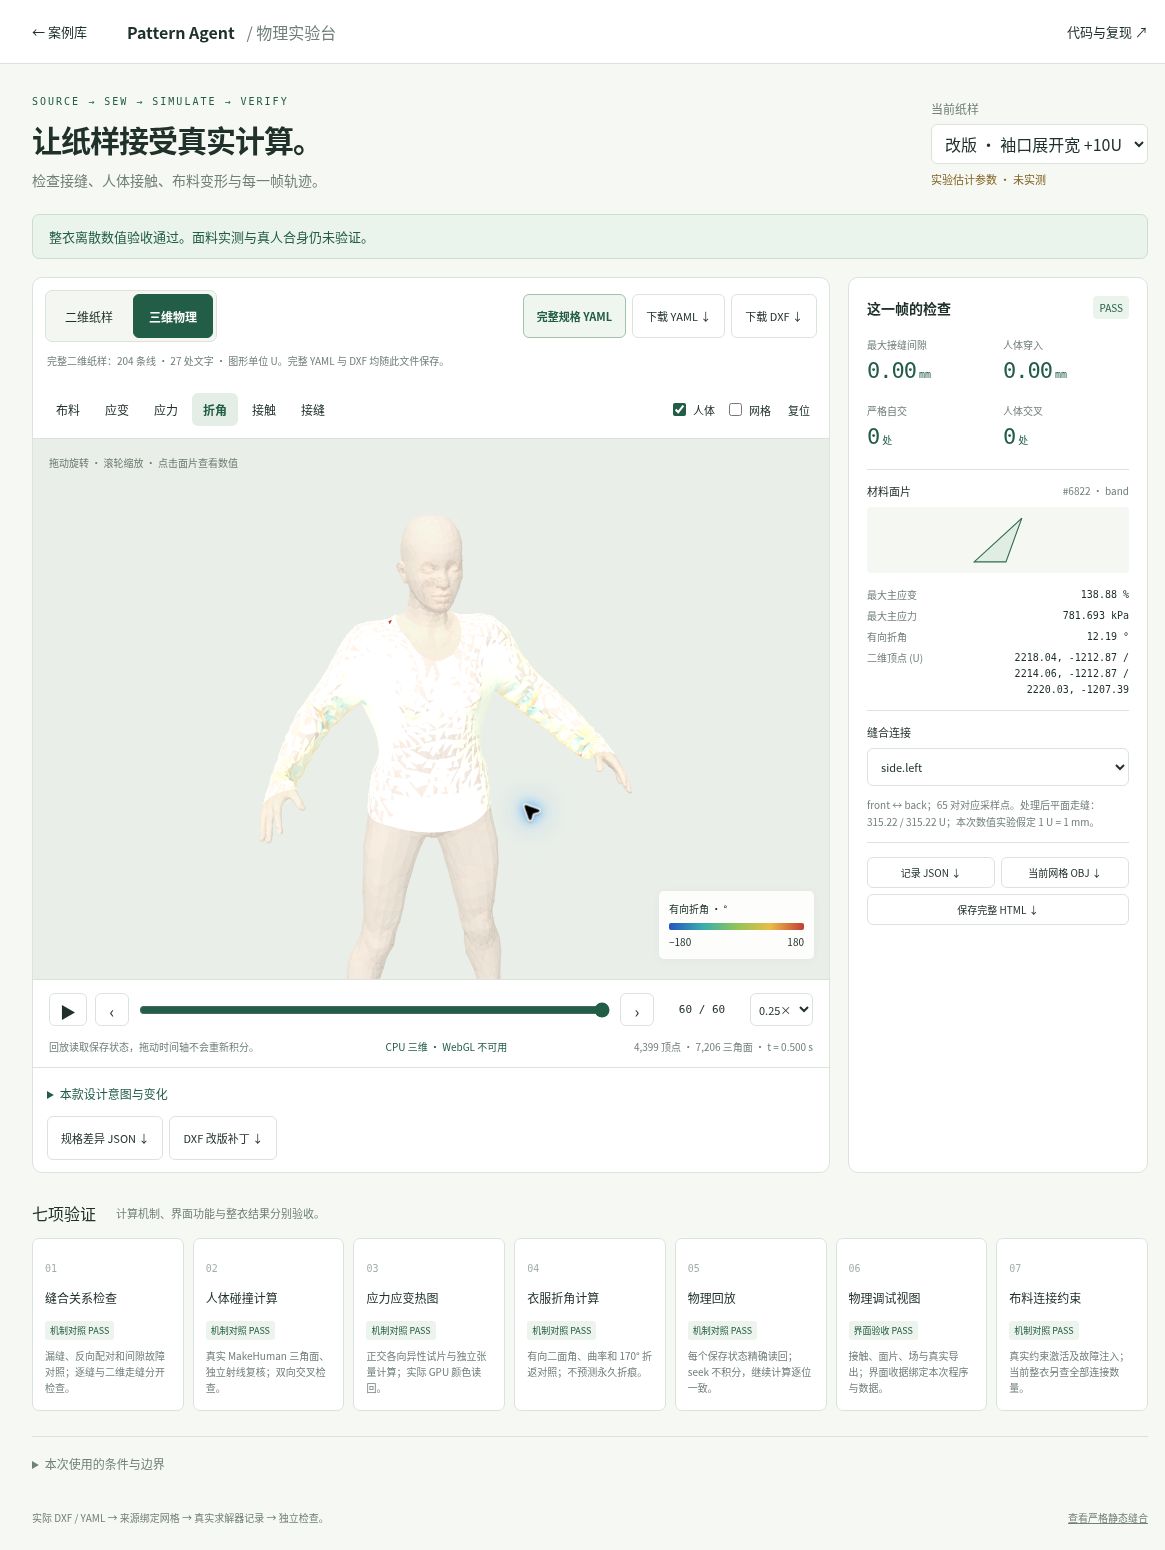 ← 案例库
Pattern Agent / 物理实验台
代码与复现 ↗
SOURCE → SEW → SIMULATE → VERIFY
让纸样接受真实计算。
检查接缝、人体接触、布料变形与每一帧轨迹。
当前纸样
改版 · 袖口展开宽 +10U
实验估计参数 · 未实测
整衣离散数值验收通过。面料实测与真人合身仍未验证。
二维纸样
三维物理
完整规格 YAML
下载 YAML ↓
下载 DXF ↓
完整二维纸样：204 条线 · 27 处文字 · 图形单位 U。完整 YAML 与 DXF 均随此文件保存。
布料
应变
应力
折角
接触
接缝
人体
网格
复位
拖动旋转 · 滚轮缩放 · 点击面片查看数值
有向折角 · °
−180
180
▶
‹
›
60 / 60
0.25×
回放读取保存状态，拖动时间轴不会重新积分。
CPU 三维 · WebGL 不可用
4,399 顶点 · 7,206 三角面 · t = 0.500 s
▶ 本款设计意图与变化
规格差异 JSON ↓
DXF 改版补丁 ↓
这一帧的检查
PASS
最大接缝间隙
0.00 mm
人体穿入
0.00 mm
严格自交
0 处
人体交叉
0 处
材料面片
#6822 · band
最大主应变
138.88 %
最大主应力
781.693 kPa
有向折角
12.19 °
二维顶点 (U)
2218.04, -1212.87 /
2214.06, -1212.87 /
2220.03, -1207.39
缝合连接
side.left
front ↔ back；65 对对应采样点。处理后平面走缝：
315.22 / 315.22 U；本次数值实验假定 1 U = 1 mm。
记录 JSON ↓
当前网格 OBJ ↓
保存完整 HTML ↓
七项验证
计算机制、界面功能与整衣结果分别验收。
01
缝合关系检查
机制对照 PASS
漏缝、反向配对和间隙故障
对照；逐缝与二维走缝分开
检查。
02
人体碰撞计算
机制对照 PASS
真实 MakeHuman 三角面、
独立射线复核；双向交叉检
查。
03
应力应变热图
机制对照 PASS
正交各向异性试片与独立张
量计算；实际 GPU 颜色读
回。
04
衣服折角计算
机制对照 PASS
有向二面角、曲率和 170° 折
返对照；不预测永久折痕。
05
物理回放
机制对照 PASS
每个保存状态精确读回；
seek 不积分，继续计算逐位
一致。
06
物理调试视图
界面验收 PASS
接触、面片、场与真实导
出；界面收据绑定本次程序
与数据。
07
布料连接约束
机制对照 PASS
真实约束激活及故障注入；
当前整衣另查全部连接数
量。
▶ 本次使用的条件与边界
实际 DXF / YAML → 来源绑定网格 → 真实求解器记录 → 独立检查。
查看严格静态缝合